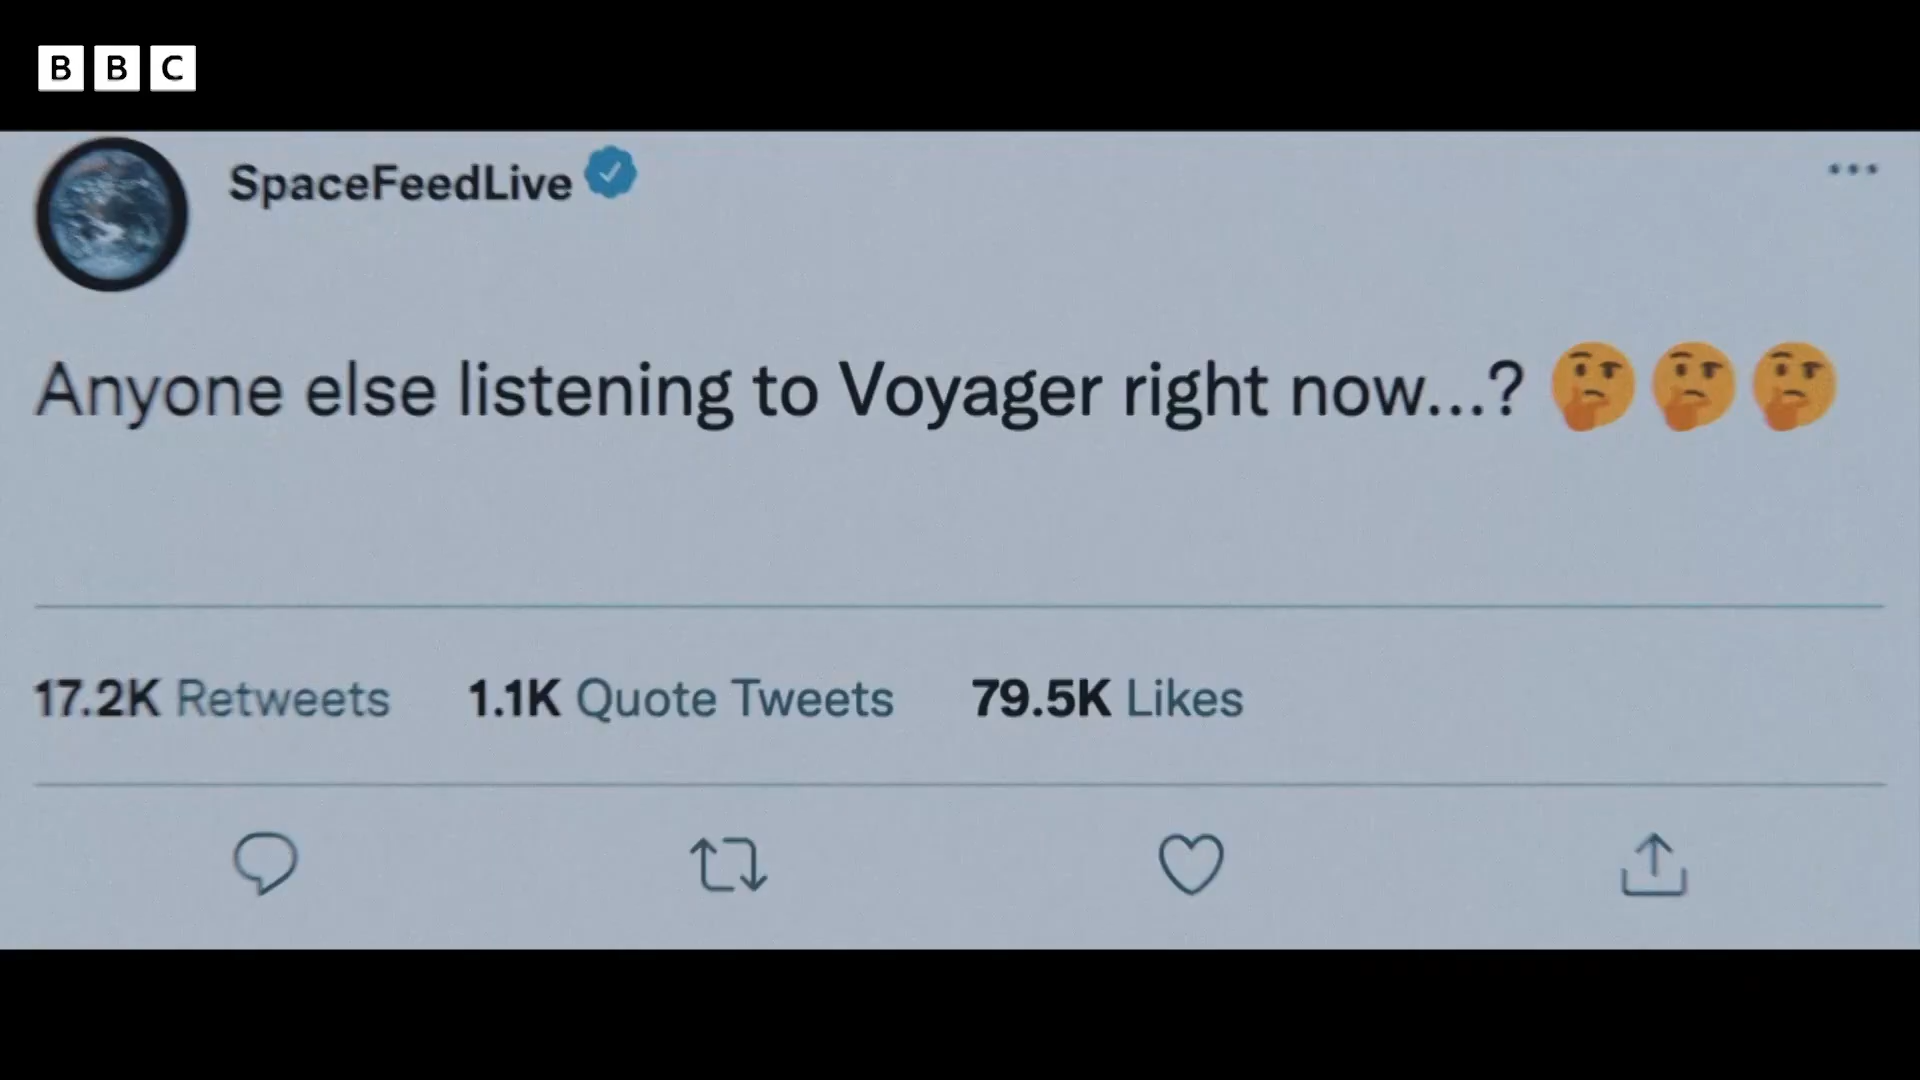 BBC
SpaceFeedLive
Anyone else listening to Voyager right now...? 🤔🤔🤔
17.2K Retweets 1.1K Quote Tweets 79.5K Likes